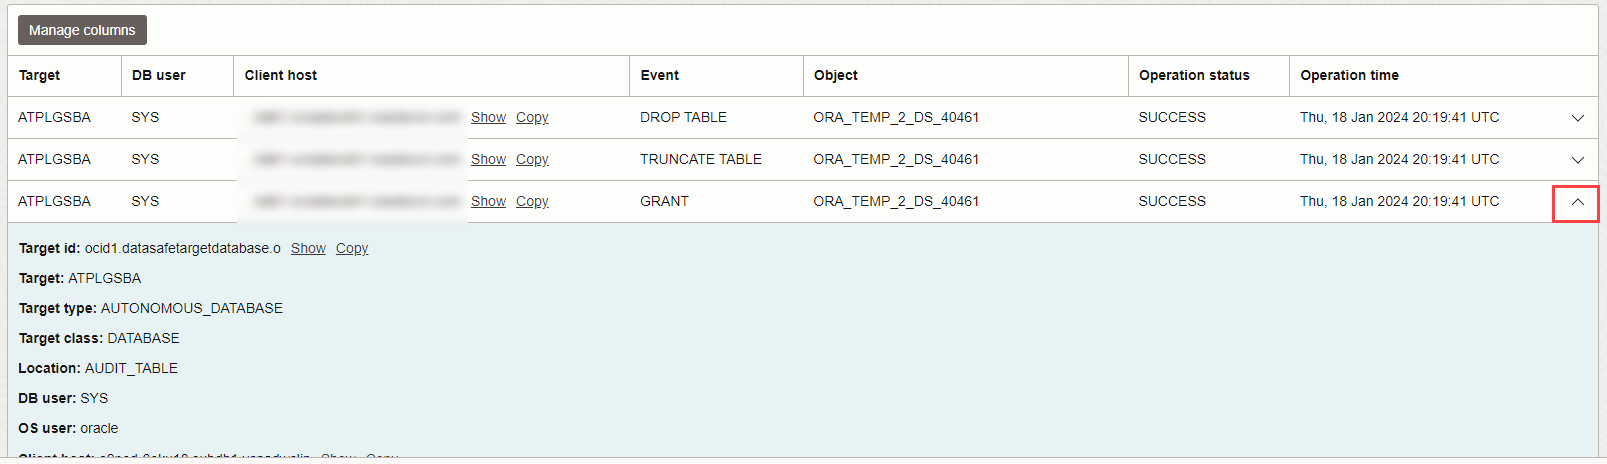 Manage columns
Target DB user Client host Event Object Operation status Operation time
ATPLGSBA SYS Show Copy DROP TABLE ORA_TEMP_2_DS_40461 SUCCESS Thu, 18 Jan 2024 20:19:41 UTC
ATPLGSBA SYS Show Copy TRUNCATE TABLE ORA_TEMP_2_DS_40461 SUCCESS Thu, 18 Jan 2024 20:19:41 UTC
ATPLGSBA SYS Show Copy GRANT ORA_TEMP_2_DS_40461 SUCCESS Thu, 18 Jan 2024 20:19:41 UTC
Target id: ocid1.datasafetargetdatabase.o Show Copy
Target: ATPLGSBA
Target type: AUTONOMOUS_DATABASE
Target class: DATABASE
Location: AUDIT_TABLE
DB user: SYS
OS user: oracle
Client host: Show Copy